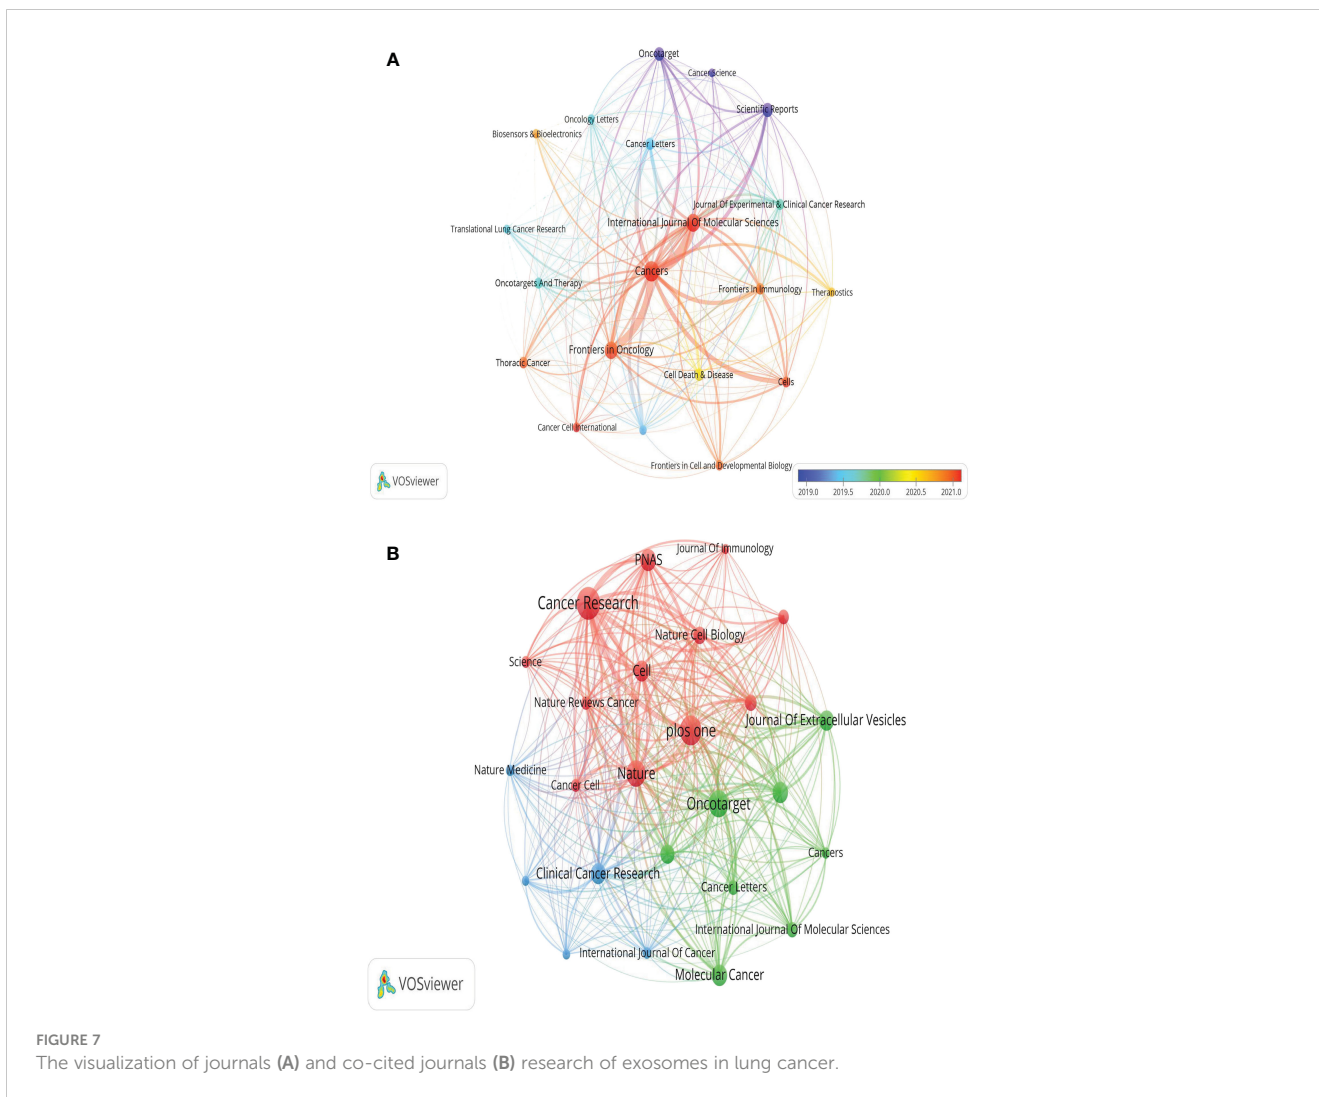 A
Oncotarget
Cancer Science
Scientific Reports
Oncology Letters
Biosensors & Bioelectronics
Cancer Letters
Journal Of Experimental & Clinical Cancer Research
International Journal Of Molecular Sciences
Translational Lung Cancer Research
Cancers
Oncotargets And Therapy
Frontiers In Immunology
Theranostics
Frontiers in Oncology
Thoracic Cancer
Cell Death & Disease
Cells
Cancer Cell International
Frontiers in Cell and Developmental Biology
VOSviewer
2019.0 2019.5 2020.0 2020.5 2021.0
B
Journal Of Immunology
PNAS
Cancer Research
Nature Cell Biology
Science
Cell
Nature Reviews Cancer
Journal Of Extracellular Vesicles
plos one
Nature Medicine
Nature
Cancer Cell
Oncotarget
Cancers
Clinical Cancer Research
Cancer Letters
International Journal Of Molecular Sciences
International Journal Of Cancer
Molecular Cancer
VOSviewer
FIGURE 7
The visualization of journals (A) and co-cited journals (B) research of exosomes in lung cancer.